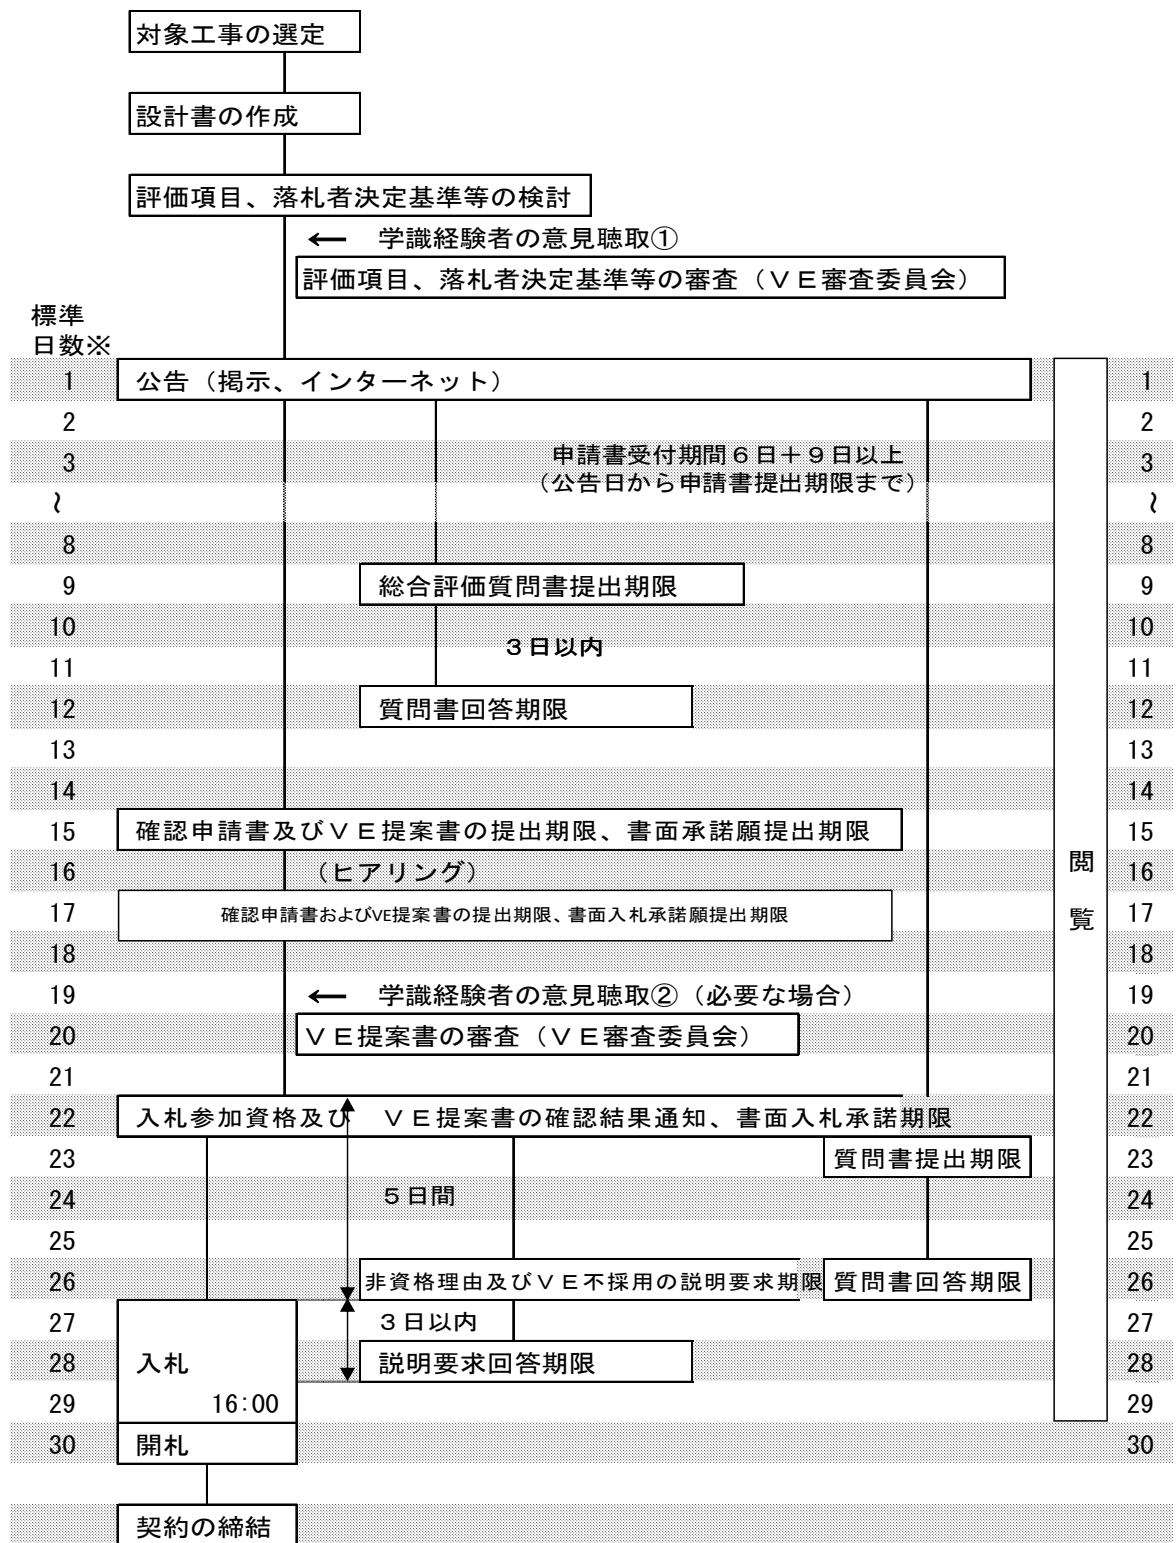 対象工事の選定
設計書の作成
評価項目、落札者決定基準等の検討
← 学識経験者の意見聴取①
評価項目、落札者決定基準等の審査（ＶＥ審査委員会）
標準
日数※
1 公告（掲示、インターネット） 1
2 2
3 申請書受付期間６日＋９日以上 3
（公告日から申請書提出期限まで）
～ ～
8 8
9 総合評価質問書提出期限 9
10 10
３日以内
11 11
12 質問書回答期限 12
13 13
14 14
15 確認申請書及びＶＥ提案書の提出期限、書面承諾願提出期限 15
16 （ヒアリング） 16
17 確認申請書およびVE提案書の提出期限、書面入札承諾願提出期限 17
18 18
19 ← 学識経験者の意見聴取②（必要な場合） 19
20 ＶＥ提案書の審査（ＶＥ審査委員会） 20
21 21
22 入札参加資格及び ＶＥ提案書の確認結果通知、書面入札承諾期限 22
23 質問書提出期限 23
24 ５日間 24
25 25
26 非資格理由及びＶＥ不採用の説明要求期限 質問書回答期限 26
27 ３日以内 27
28 入札 説明要求回答期限 28
29 16:00 29
30 開札 30
契約の締結
閲
覧